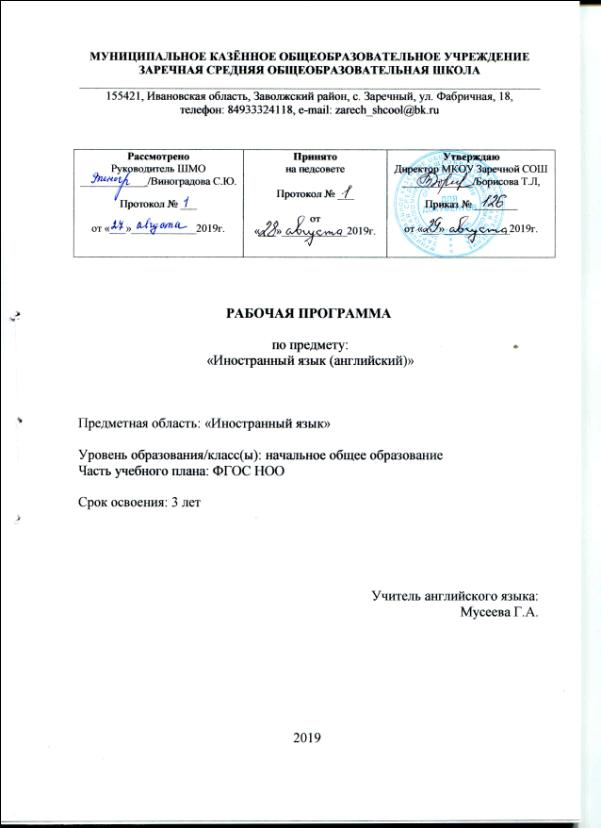 МУНИЦИПАЛЬНОЕ КАЗЁННОЕ ОБЩЕОБРАЗОВАТЕЛЬНОЕ УЧРЕЖДЕНИЕ
ЗАРЕЧНАЯ СРЕДНЯЯ ОБЩЕОБРАЗОВАТЕЛЬНАЯ ШКОЛА
155421, Ивановская область, Заволжский район, с. Заречный, ул. Фабричная, 18,
телефон: 84933324118, e-mail: zarech_shcool@bk.ru
Рассмотрено
Руководитель ШМО
/Виноградова С.Ю.
Протокол № 1
от «27» августа 2019г.
Принято
на педсовете
Протокол № 1
от
«28» августа 2019г.
Утверждаю
Директор МКОУ Заречной СОШ
/Борисова Т.Л,
Приказ № 126
от «29» августа 2019г.
РАБОЧАЯ ПРОГРАММА
по предмету:
«Иностранный язык (английский)»
Предметная область: «Иностранный язык»
Уровень образования/класс(ы): начальное общее образование
Часть учебного плана: ФГОС НОО
Срок освоения: 3 лет
Учитель английского языка:
Мусеева Г.А.
2019